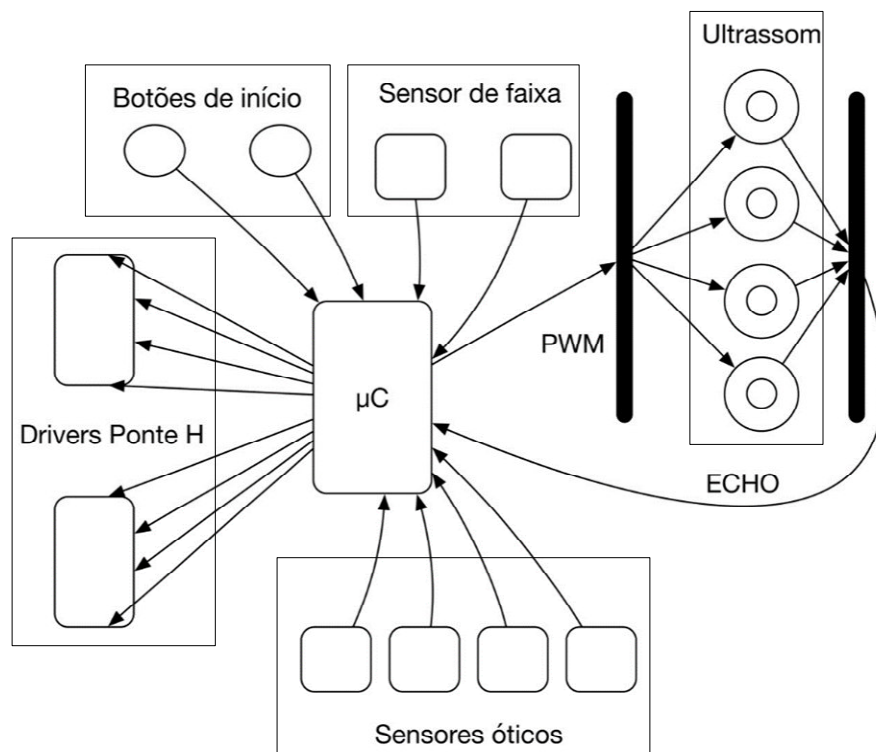 Ultrassom
Botões de início
Sensor de faixa
PWM
µC
Drivers Ponte H
ECHO
Sensores óticos